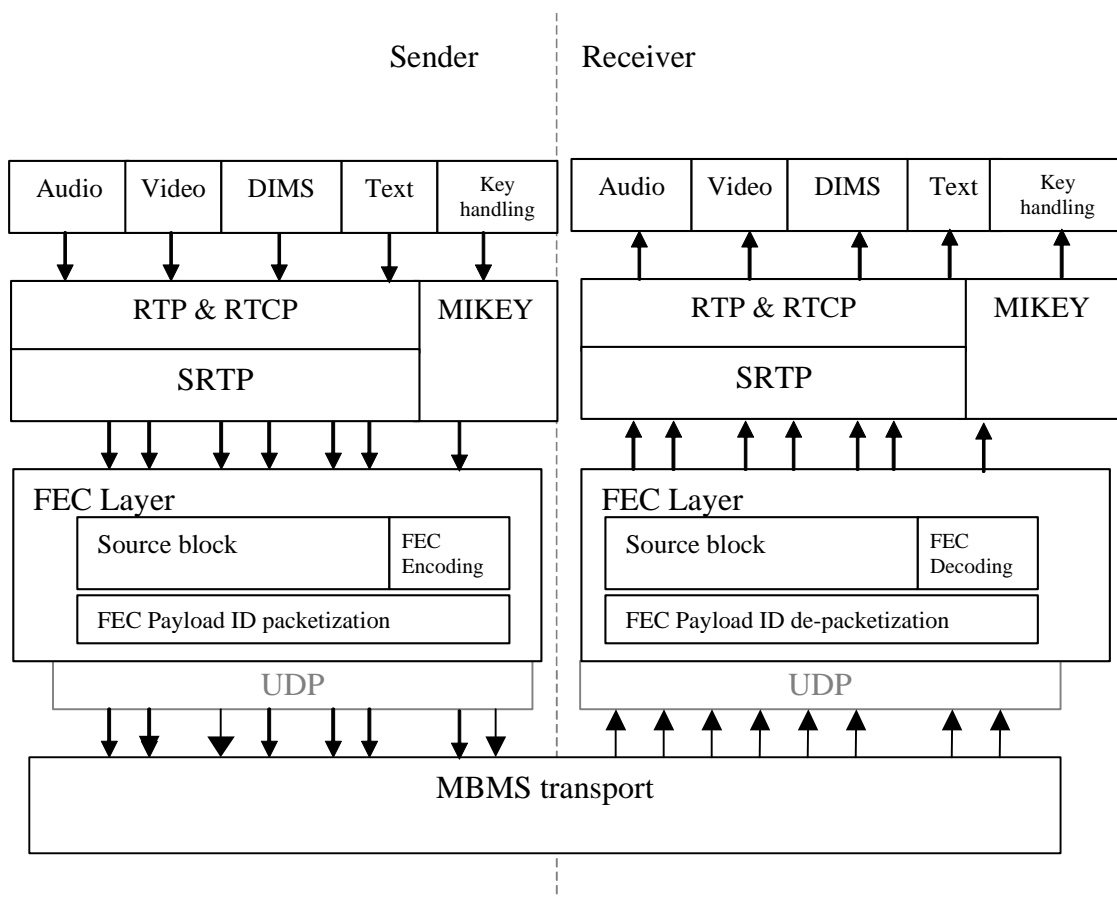 Sender
Receiver
Audio
Video
DIMS
Text
Key
handling
RTP & RTCP
MIKEY
SRTP
FEC Layer
Source block
FEC
Encoding
FEC Payload ID packetization
UDP
Audio
Video
DIMS
Text
Key
handling
RTP & RTCP
MIKEY
SRTP
FEC Layer
Source block
FEC
Decoding
FEC Payload ID de-packetization
UDP
MBMS transport